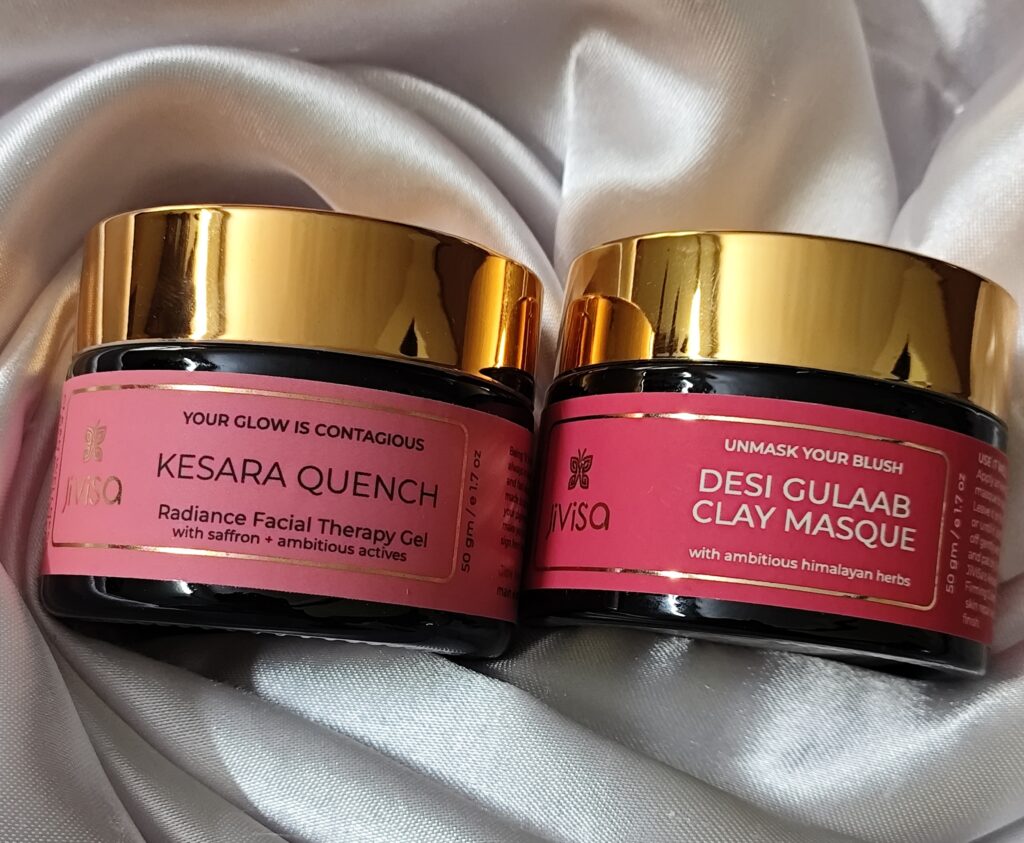 YOUR GLOW IS CONTAGIOUS
Jivisa
KESARA QUENCH
Radiance Facial Therapy Gel
with saffron + ambitious actives
50 gm / e 1.7 oz
UNMASK YOUR BLUSH
Jivisa
DESI GULAAB
CLAY MASQUE
with ambitious himalayan herbs
50 gm / e 1.7 oz